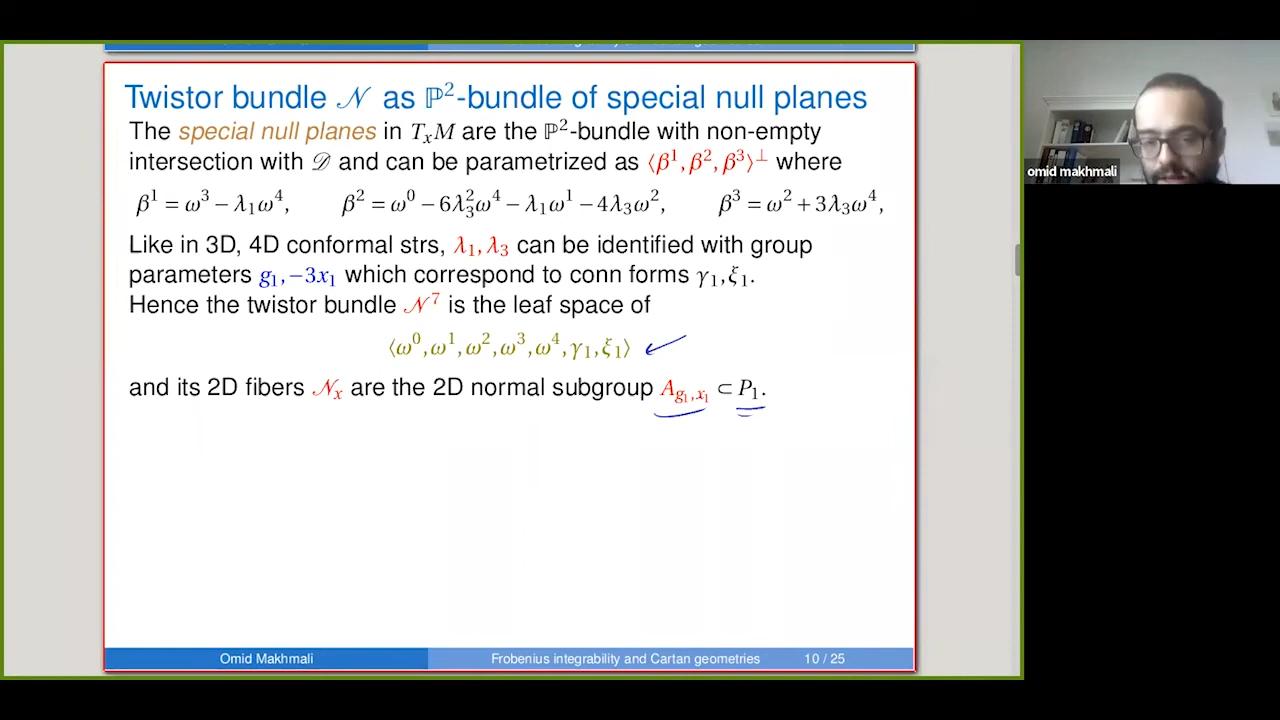 Twistor bundle 𝒩 as ℙ²-bundle of special null planes
The special null planes in TₓM are the ℙ²-bundle with non-empty
intersection with 𝒟 and can be parametrized as ⟨β¹, β², β³⟩^⊥ where
β¹ = ω³ − λ₁ω⁴, β² = ω⁰ − 6λ₃²ω⁴ − λ₁ω¹ − 4λ₃ω², β³ = ω² + 3λ₃ω⁴,
Like in 3D, 4D conformal strs, λ₁, λ₃ can be identified with group
parameters g₁, −3x₁ which correspond to conn forms γ₁, ξ₁.
Hence the twistor bundle 𝒩⁷ is the leaf space of
⟨ω⁰, ω¹, ω², ω³, ω⁴, γ₁, ξ₁⟩
and its 2D fibers 𝒩ₓ are the 2D normal subgroup A_{g₁,x₁} ⊂ P₁.
Omid Makhmali Frobenius integrability and Cartan geometries 10 / 25
omid makhmali